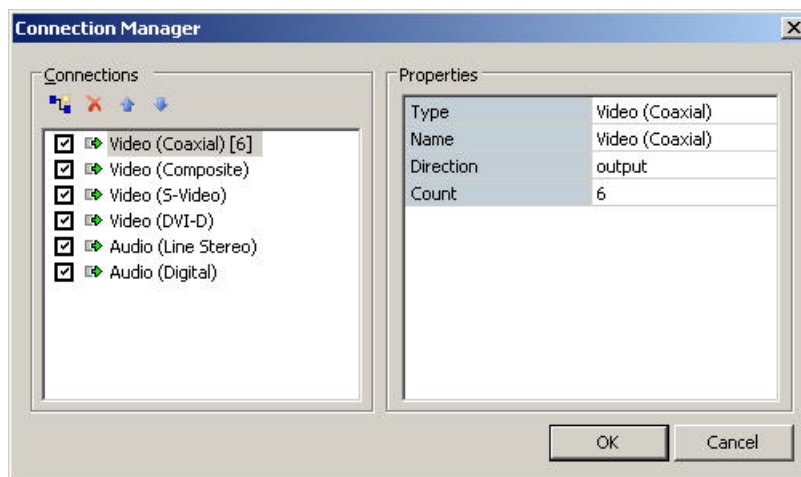 Connection Manager
Connections
Video (Coaxial) [6]
Video (Composite)
Video (S-Video)
Video (DVI-D)
Audio (Line Stereo)
Audio (Digital)
Properties
Type Video (Coaxial)
Name Video (Coaxial)
Direction output
Count 6
OK Cancel